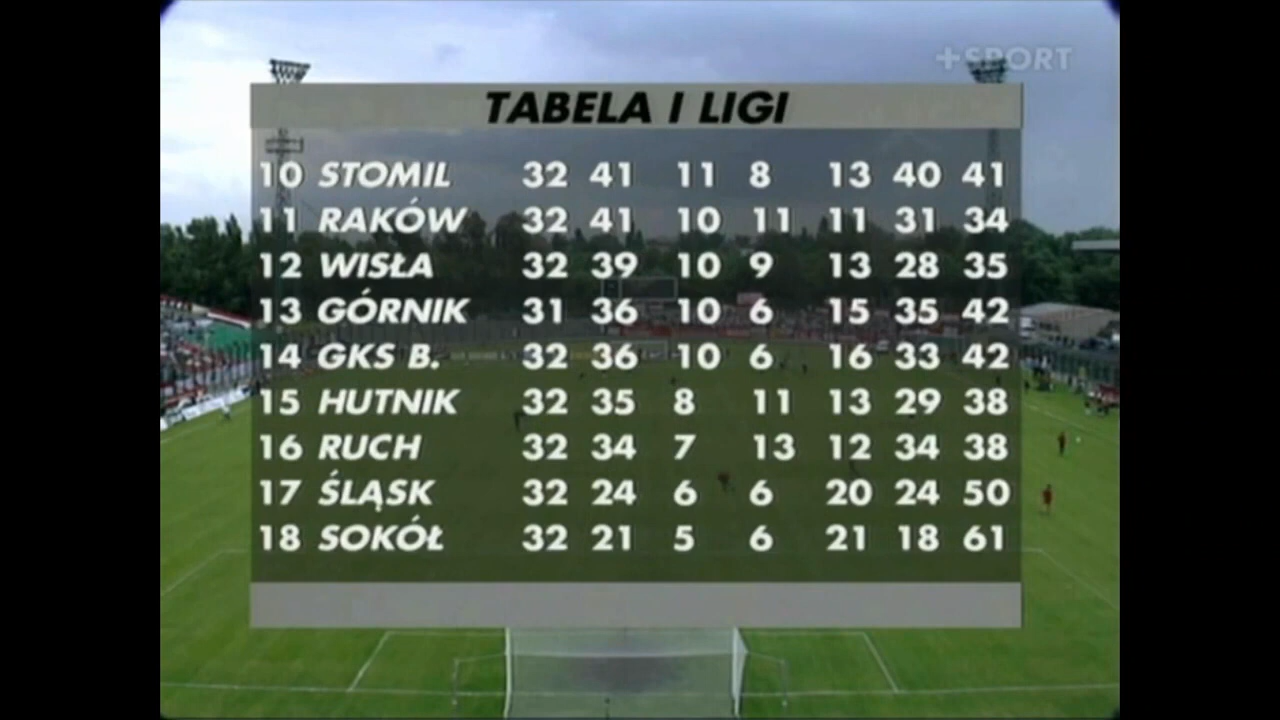 +SPORT
TABELA I LIGI
10 STOMIL 32 41 11 8 13 40 41
11 RAKÓW 32 41 10 11 11 31 34
12 WISŁA 32 39 10 9 13 28 35
13 GÓRNIK 31 36 10 6 15 35 42
14 GKS B. 32 36 10 6 16 33 42
15 HUTNIK 32 35 8 11 13 29 38
16 RUCH 32 34 7 13 12 34 38
17 ŚLĄSK 32 24 6 6 20 24 50
18 SOKÓŁ 32 21 5 6 21 18 61